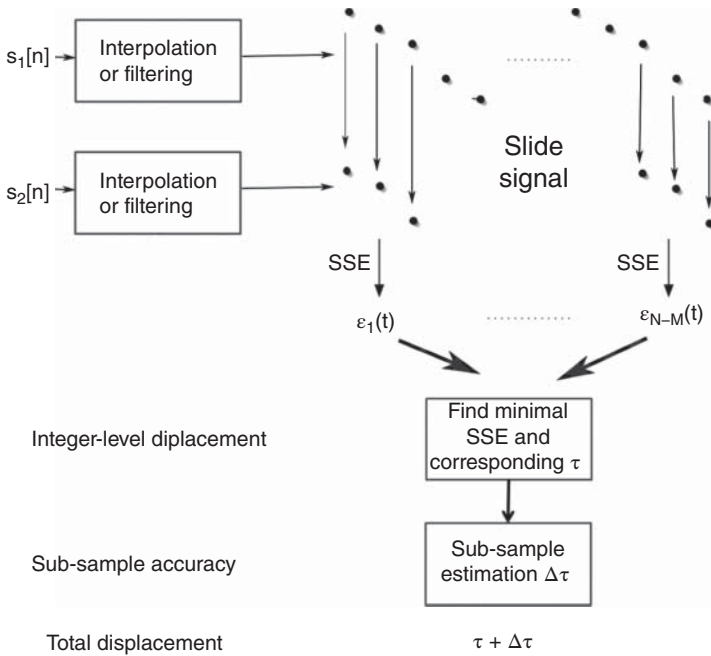 s₁[n]
Interpolation
or filtering
s₂[n]
Interpolation
or filtering
Slide
signal
SSE
SSE
ε₁(t)
ε_{N–M}(t)
Integer-level diplacement
Find minimal
SSE and
corresponding τ
Sub-sample accuracy
Sub-sample
estimation Δτ
Total displacement
τ + Δτ